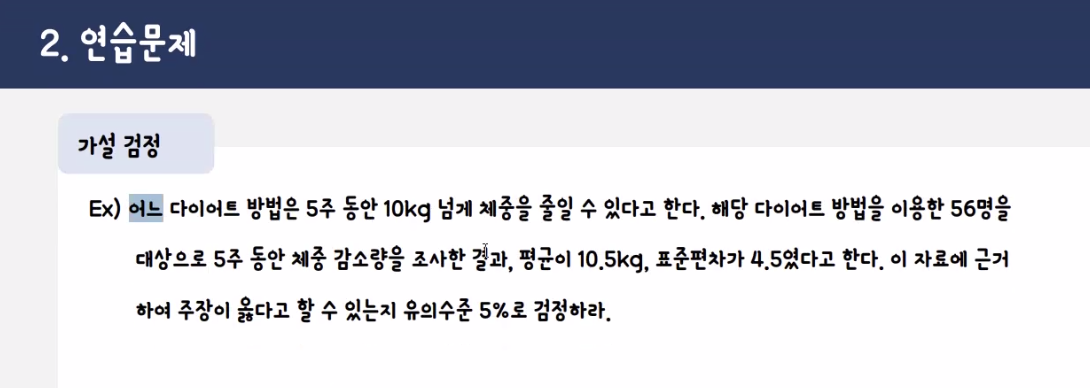 2. 연습문제
가설 검정
Ex) 어느 다이어트 방법은 5주 동안 10kg 넘게 체중을 줄일 수 있다고 한다. 해당 다이어트 방법을 이용한 56명을
대상으로 5주 동안 체중 감소량을 조사한 결과, 평균이 10.5kg, 표준편차가 4.5였다고 한다. 이 자료에 근거
하여 주장이 옳다고 할 수 있는지 유의수준 5%로 검정하라.